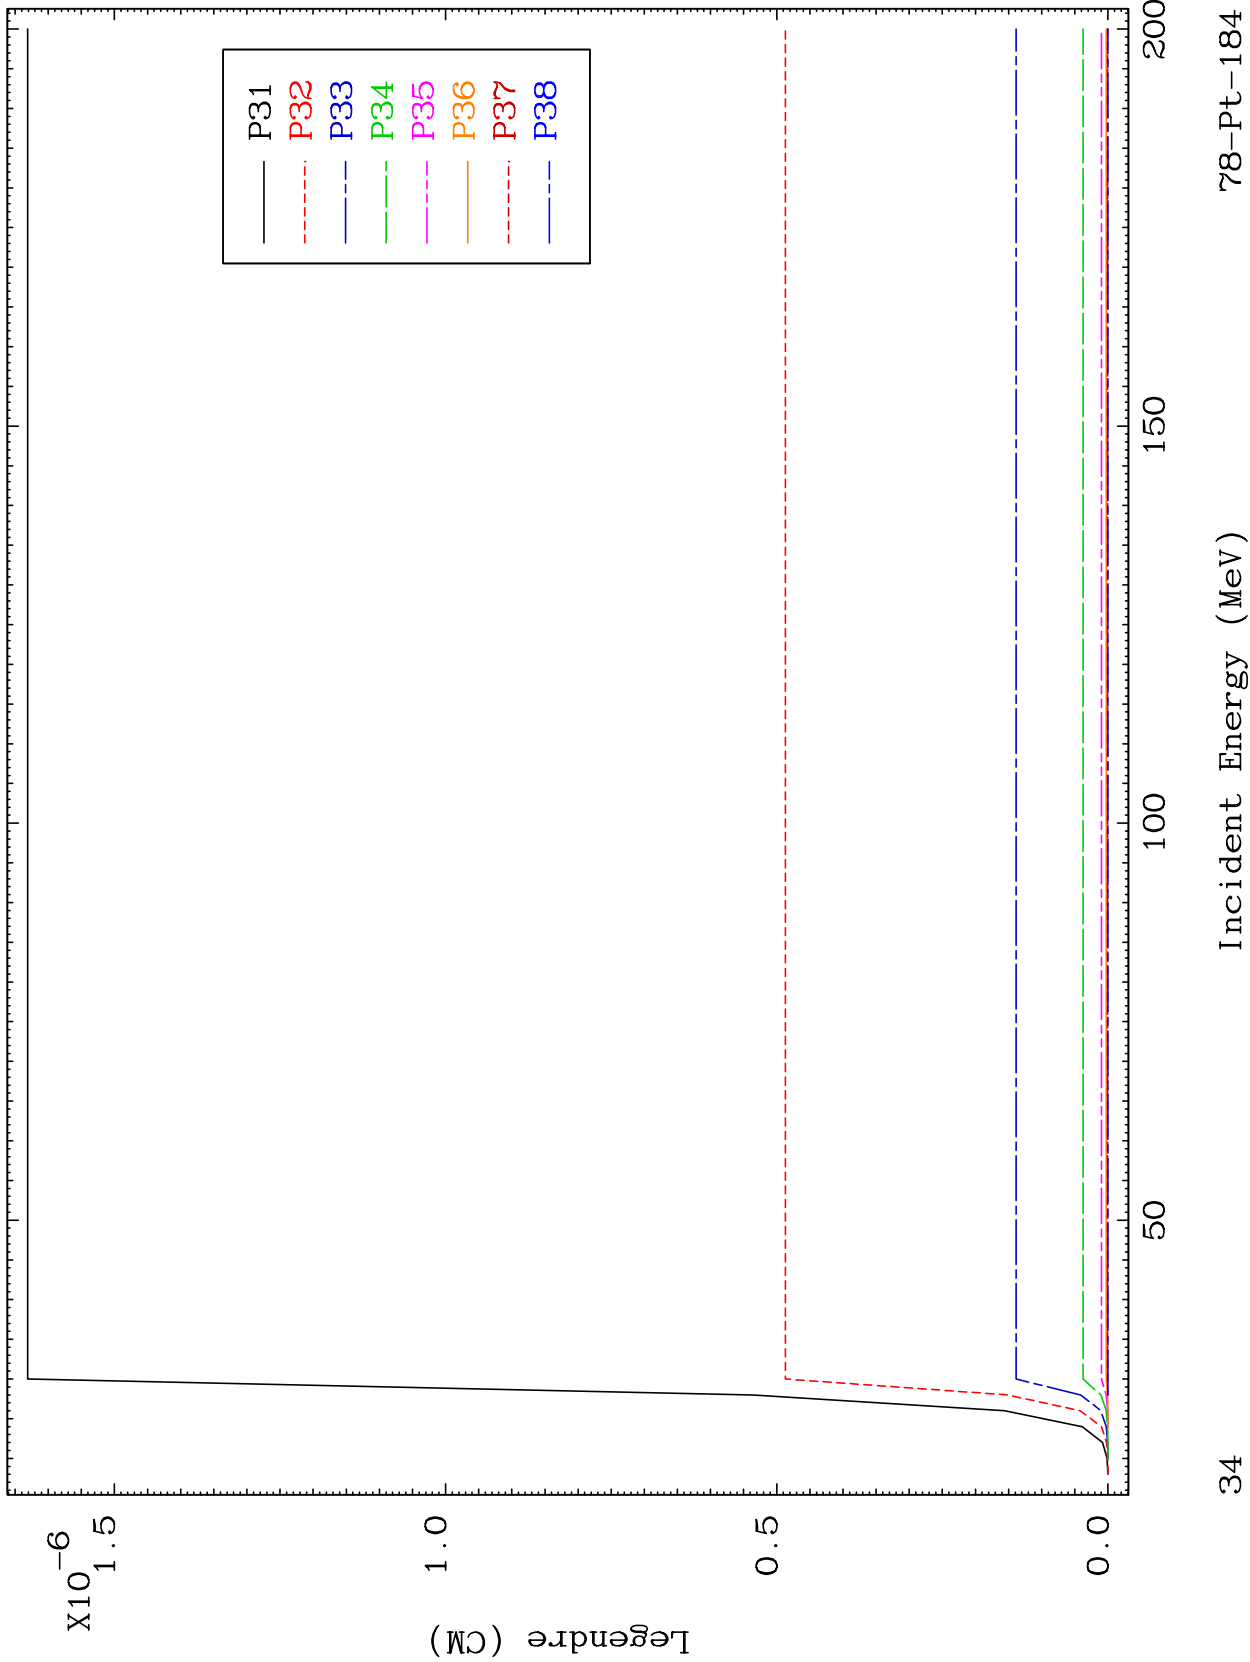 X10-6
1.5
1.0
0.5
0.0
Legendre (CM)
P31
P32
P33
P34
P35
P36
P37
P38
50
100
150
200
Incident Energy (MeV)
34
78-Pt-184